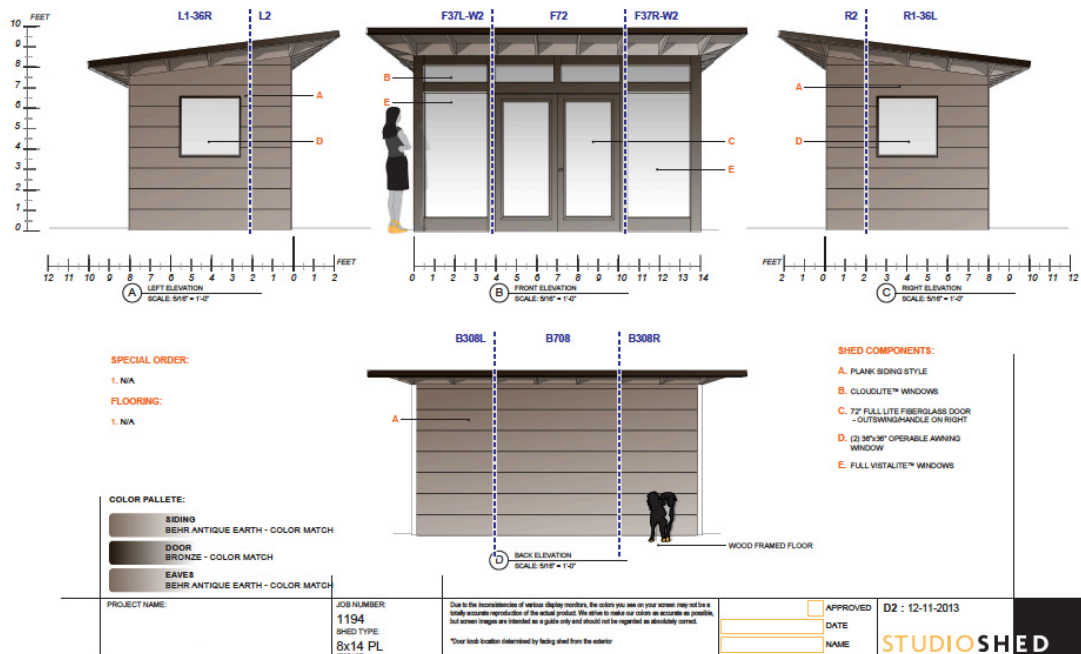 10 FEET
9
8
7
6
5
4
3
2
1
0
L1-36R L2
A
D
12 11 10 9 8 7 6 5 4 3 2 1 0 1 2
FEET
A LEFT ELEVATION
SCALE: 5/16" = 1'-0"
F37L-W2 F72 F37R-W2
B
E
C
E
0 1 2 3 4 5 6 7 8 9 10 11 12 13 14
B FRONT ELEVATION
SCALE: 5/16" = 1'-0"
R2 R1-36L
A
D
FEET
2 1 0 1 2 3 4 5 6 7 8 9 10 11 12
C RIGHT ELEVATION
SCALE: 5/16" = 1'-0"
SPECIAL ORDER:
1. N/A
FLOORING:
1. N/A
B308L B708 B308R
A
WOOD FRAMED FLOOR
D BACK ELEVATION
SCALE: 5/16" = 1'-0"
SHED COMPONENTS:
A. PLANK SIDING STYLE
B. CLOUDLITE™ WINDOWS
C. 72" FULL LITE FIBERGLASS DOOR
- OUTSWING/HANDLE ON RIGHT
D. (2) 36"x36" OPERABLE AWNING
WINDOW
E. FULL VISTALITE™ WINDOWS
COLOR PALLETE:
SIDING
BEHR ANTIQUE EARTH - COLOR MATCH
DOOR
BRONZE - COLOR MATCH
EAVES
BEHR ANTIQUE EARTH - COLOR MATCH
PROJECT NAME:
JOB NUMBER:
1194
SHED TYPE:
8x14 PL
Due to the inconsistencies of various display monitors, the colors you see on your screen may not be a
totally accurate reproduction of the actual product. We strive to make our colors as accurate as possible,
but screen images are intended as a guide only and should not be regarded as absolutely correct.
*Door knob location determined by facing shed from the exterior
APPROVED
DATE
NAME
D2 : 12-11-2013
STUDIOSHED